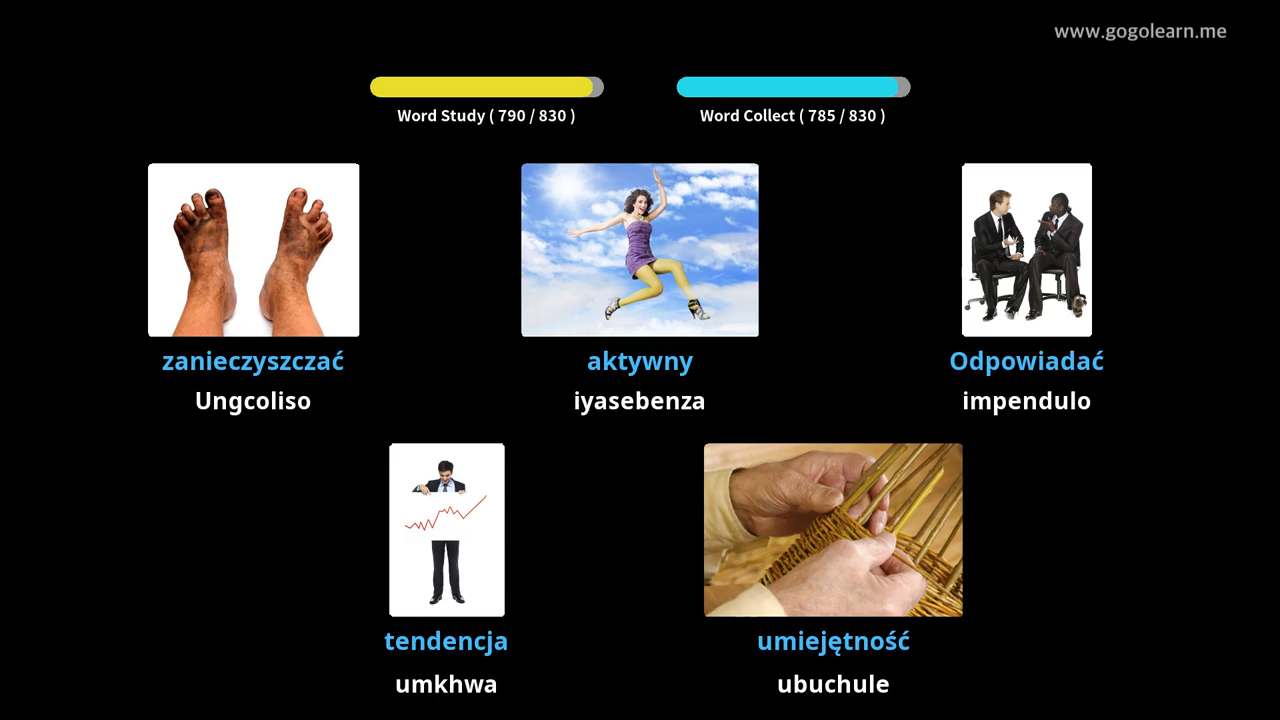 www.gogolearn.me
Word Study ( 790 / 830 )
Word Collect ( 785 / 830 )
zanieczyszczać
Ungcoliso
aktywny
iyasebenza
Odpowiadać
impendulo
tendencja
umkhwa
umiejętność
ubuchule